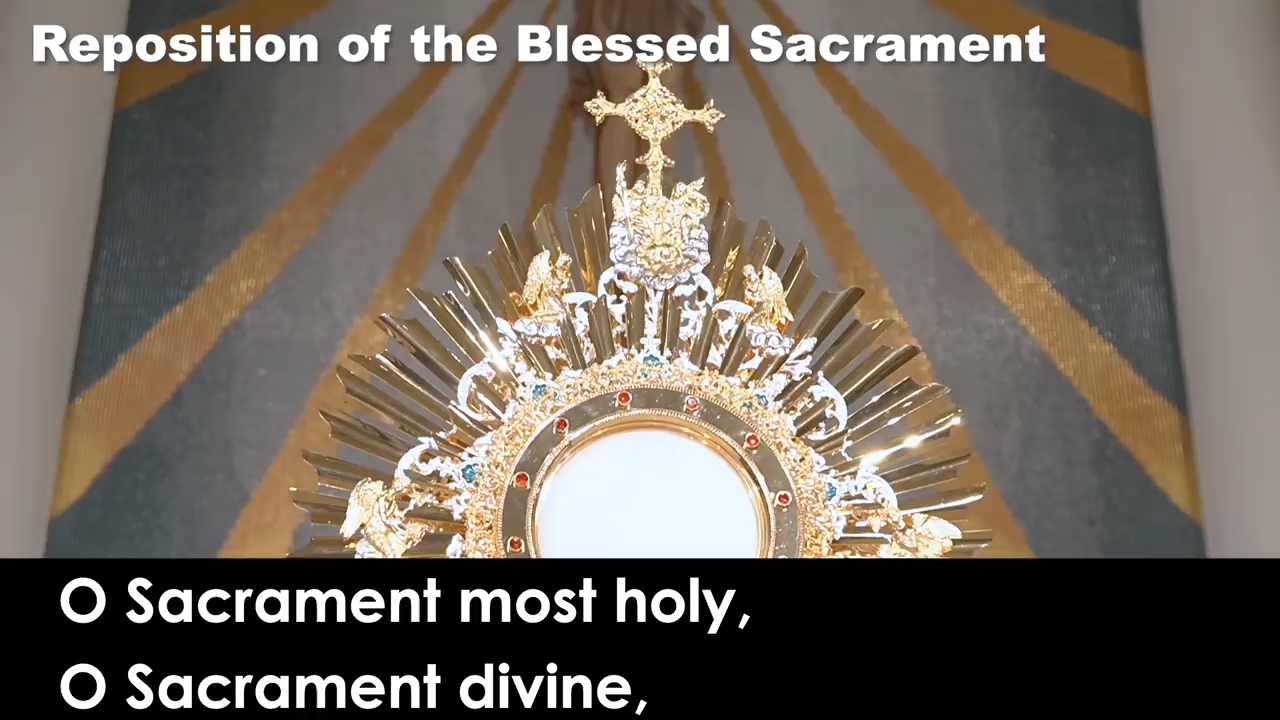 Reposition of the Blessed Sacrament
O Sacrament most holy,
O Sacrament divine,